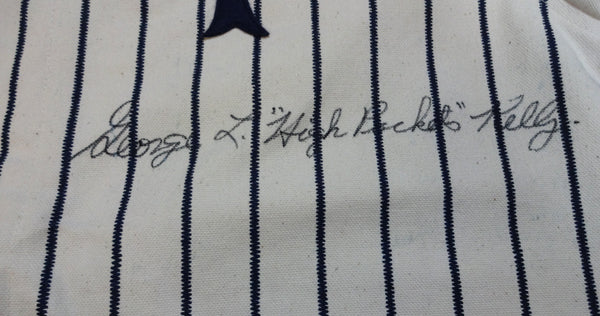 George L. "High Pockets" Kelly.